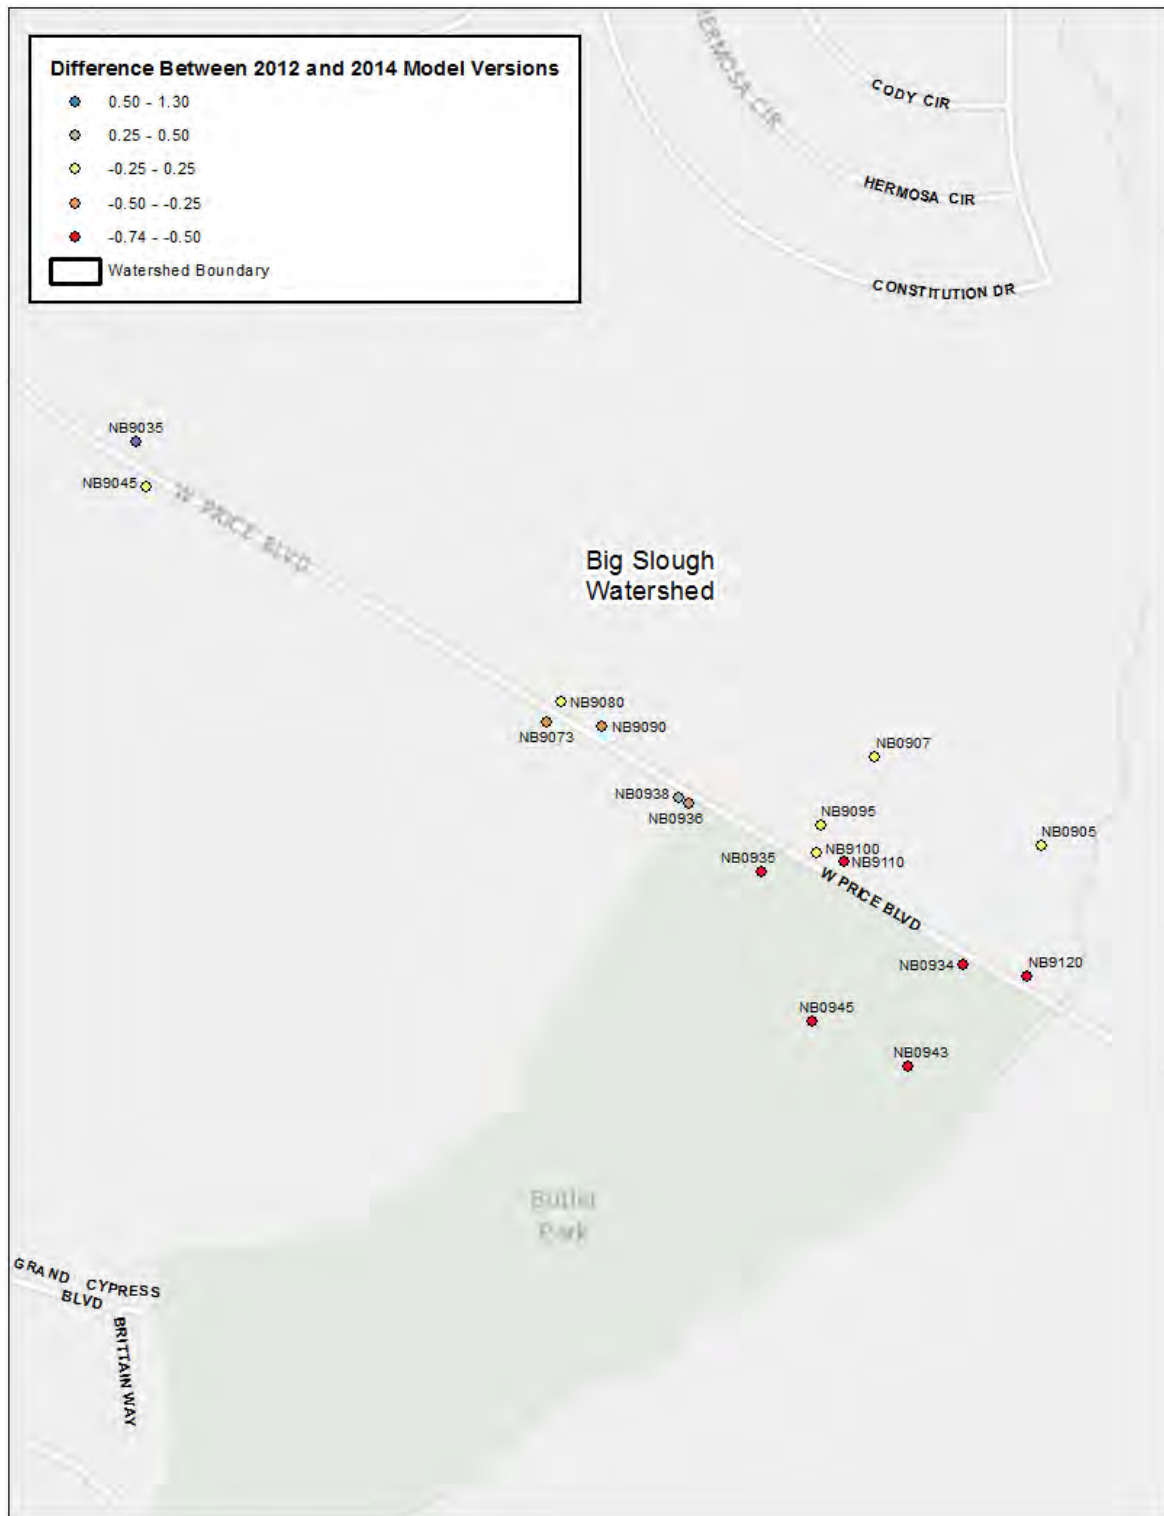 Difference Between 2012 and 2014 Model Versions
0.50 - 1.30
0.25 - 0.50
-0.25 - 0.25
-0.50 - -0.25
-0.74 - -0.50
Watershed Boundary
HERMOSA CIR
CODY CIR
HERMOSA CIR
CONSTITUTION DR
NB9035
NB9045
W PRICE BLVD
Big Slough
Watershed
NB9080
NB9073
NB9090
NB0907
NB0938
NB0936
NB9095
NB0905
NB9100
NB0935
NB9110
W PRICE BLVD
NB0934
NB9120
NB0945
NB0943
Butler
Park
GRAND CYPRESS
BLVD
BRITTAIN WAY